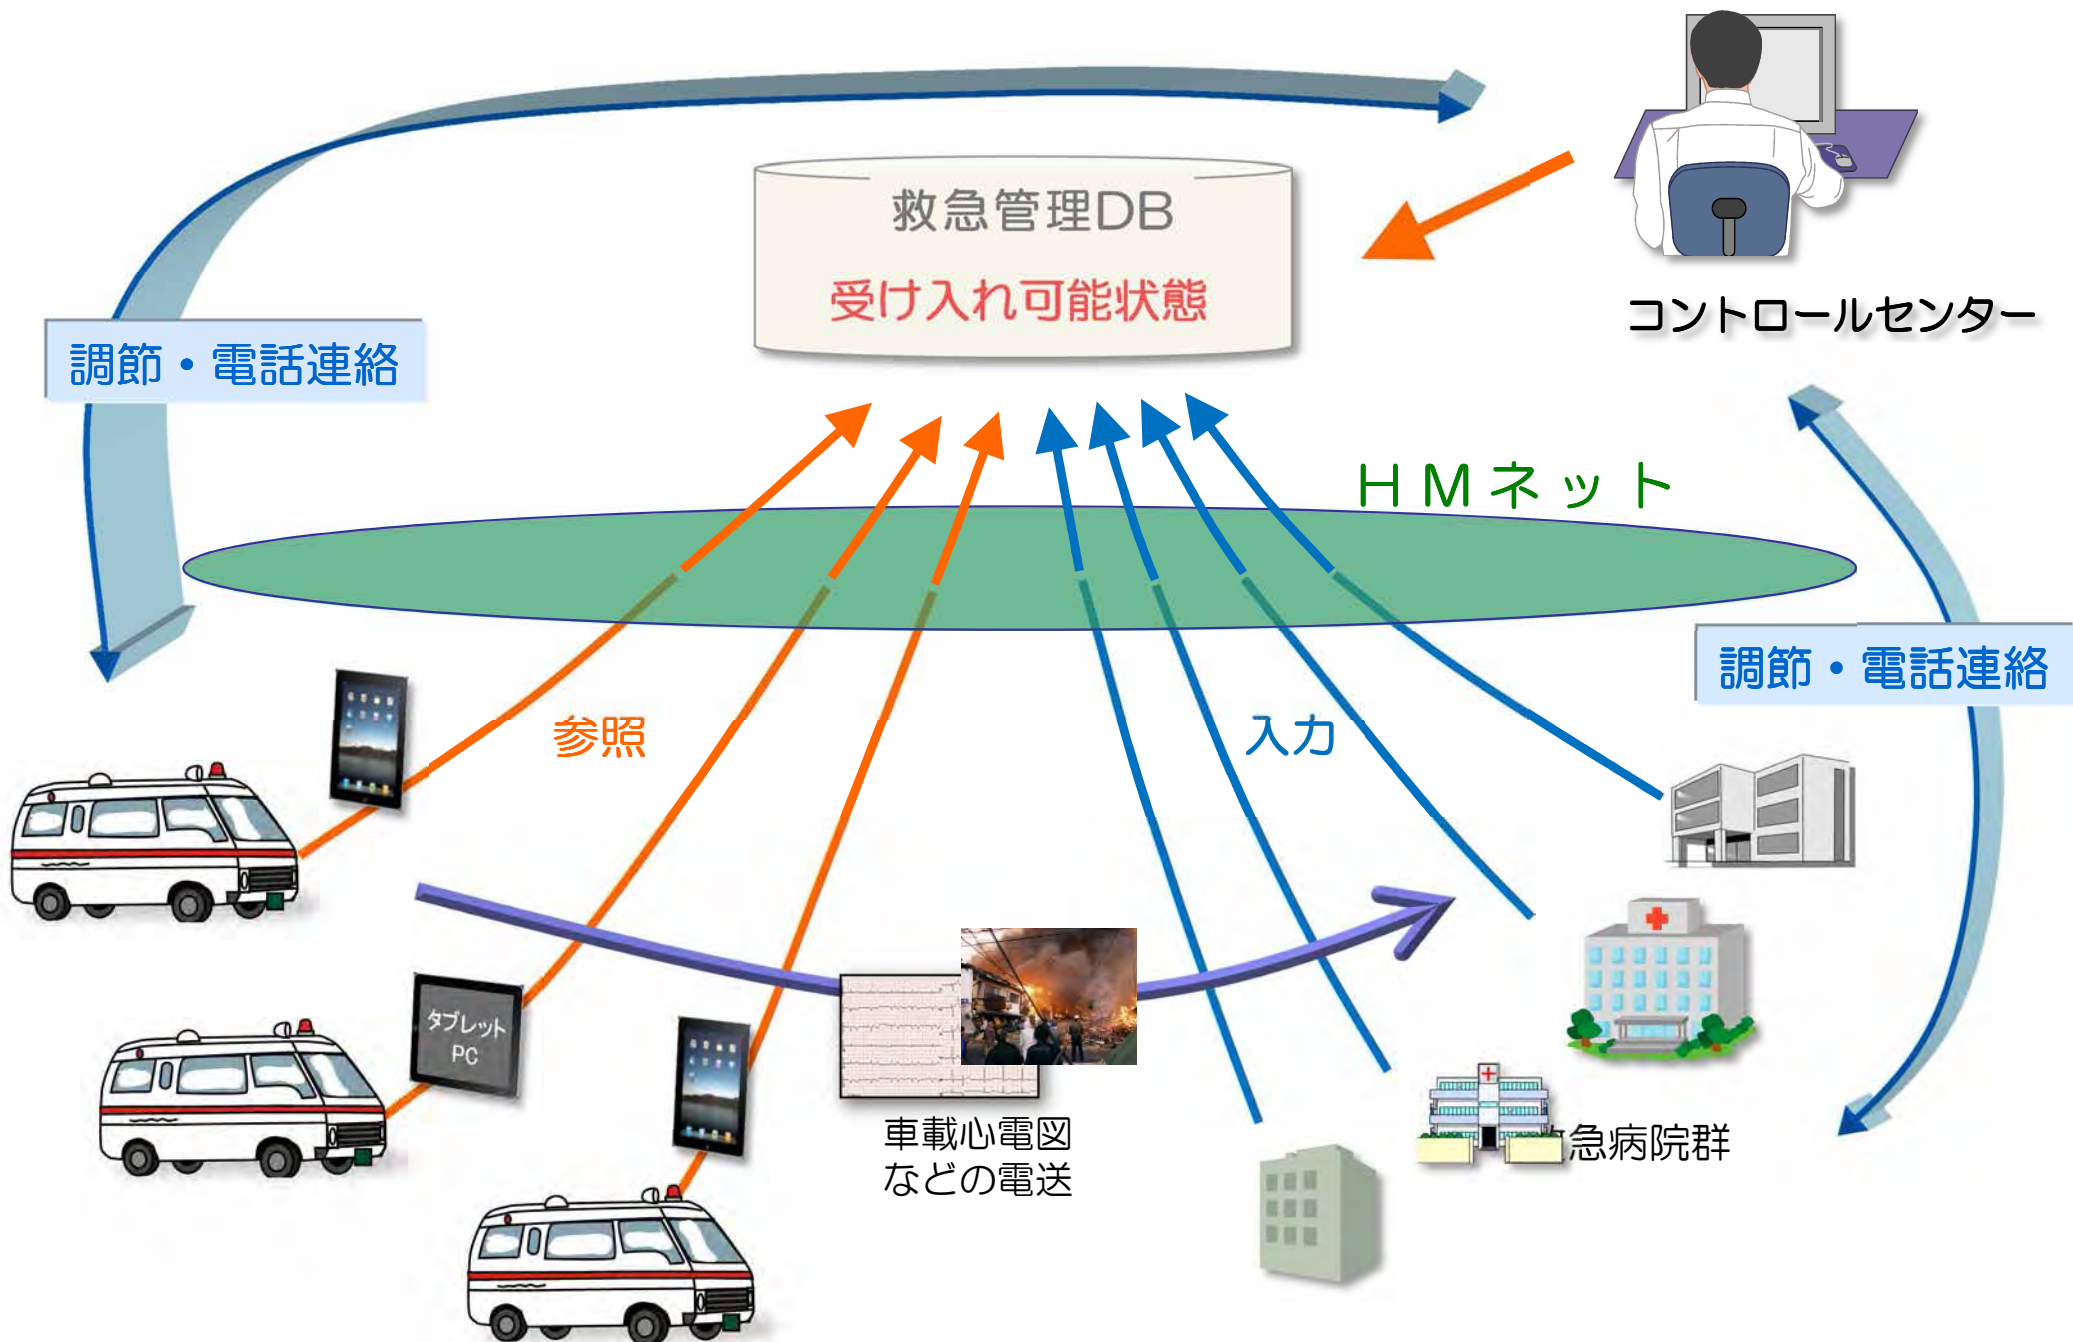 救急管理DB
受け入れ可能状態
コントロールセンター
調節・電話連絡
HMネット
調節・電話連絡
参照
入力
タブレット
PC
車載心電図
などの電送
急病院群